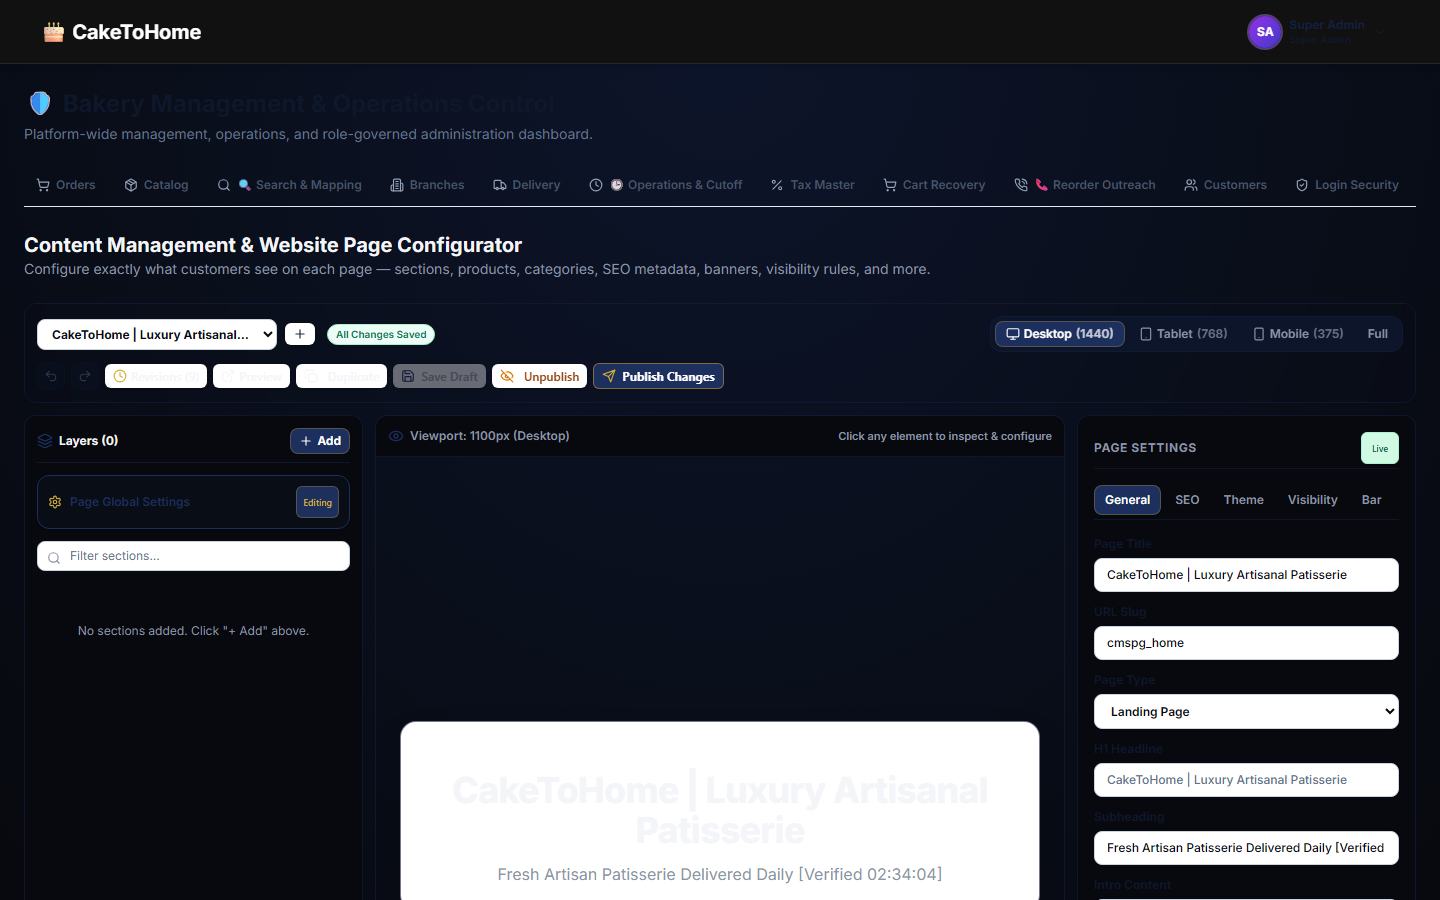 CakeToHome
SA Super Admin
Super Admin
Bakery Management & Operations Control
Platform-wide management, operations, and role-governed administration dashboard.
Orders Catalog Search & Mapping Branches Delivery Operations & Cutoff Tax Master Cart Recovery Reorder Outreach Customers Login Security
Content Management & Website Page Configurator
Configure exactly what customers see on each page — sections, products, categories, SEO metadata, banners, visibility rules, and more.
CakeToHome | Luxury Artisanal... + All Changes Saved Desktop (1440) Tablet (768) Mobile (375) Full
Revisions (9) Preview Duplicate Save Draft Unpublish Publish Changes
Layers (0) + Add
Page Global Settings Editing
Filter sections...
No sections added. Click "+ Add" above.
Viewport: 1100px (Desktop) Click any element to inspect & configure
CakeToHome | Luxury Artisanal
Patisserie
Fresh Artisan Patisserie Delivered Daily [Verified 02:34:04]
PAGE SETTINGS Live
General SEO Theme Visibility Bar
Page Title
CakeToHome | Luxury Artisanal Patisserie
URL Slug
cmspg_home
Page Type
Landing Page
H1 Headline
CakeToHome | Luxury Artisanal Patisserie
Subheading
Fresh Artisan Patisserie Delivered Daily [Verified
Intro Content